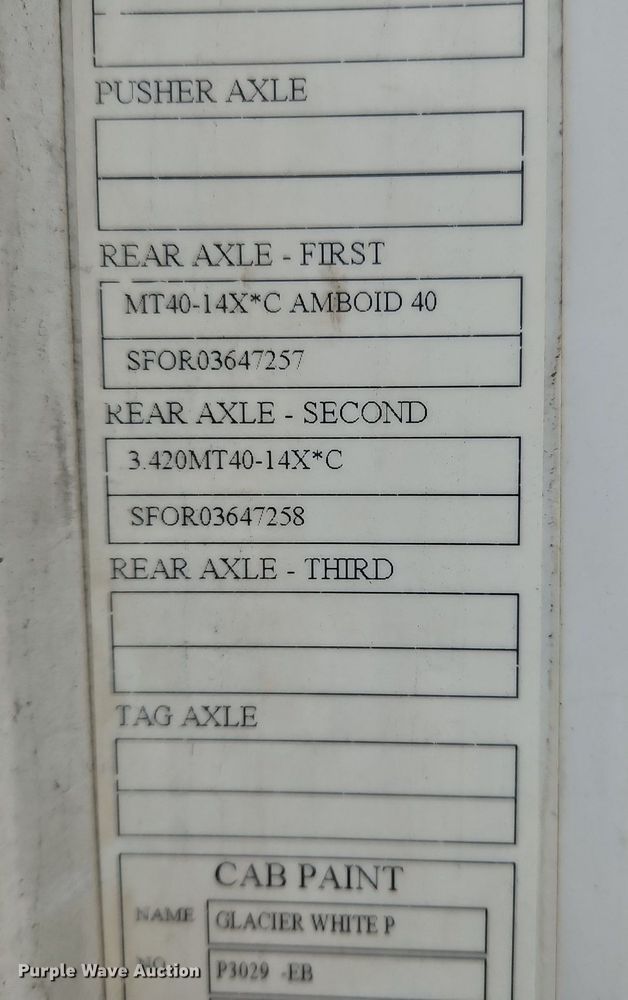 PUSHER AXLE
REAR AXLE - FIRST
MT40-14X*C AMBOID 40
SFOR03647257
REAR AXLE - SECOND
3.420MT40-14X*C
SFOR03647258
REAR AXLE - THIRD
TAG AXLE
CAB PAINT
NAME GLACIER WHITE P
NO. P3029 -EB
Purple Wave Auction